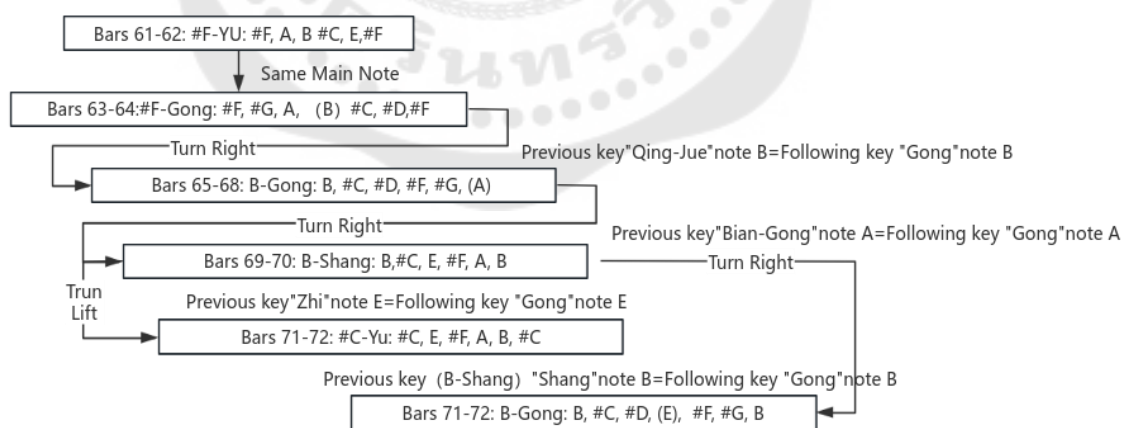 Bars 61-62: #F-YU: #F, A, B #C, E,#F
Same Main Note
Bars 63-64:#F-Gong: #F, #G, A, （B）#C, #D,#F
Turn Right
Previous key"Qing-Jue"note B=Following key "Gong"note B
Bars 65-68: B-Gong: B, #C, #D, #F, #G, (A)
Turn Right
Previous key"Bian-Gong"note A=Following key "Gong"note A
Bars 69-70: B-Shang: B,#C, E, #F, A, B
Turn Right
Trun
Lift
Previous key"Zhi"note E=Following key "Gong"note E
Bars 71-72: #C-Yu: #C, E, #F, A, B, #C
Previous key（B-Shang）"Shang"note B=Following key "Gong"note B
Bars 71-72: B-Gong: B, #C, #D, (E), #F, #G, B